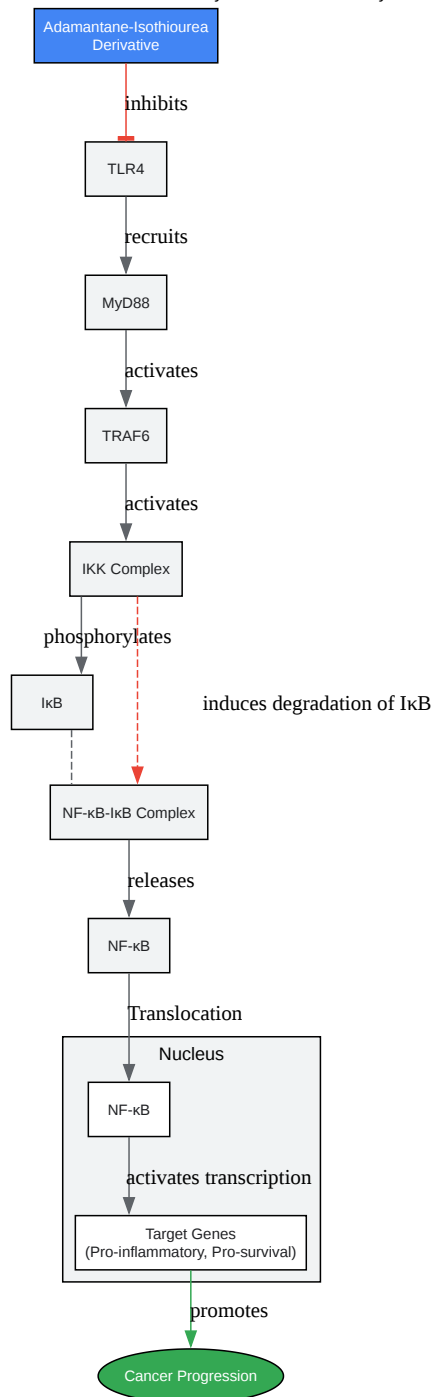 Adamantane-Isothiourea
Derivative
inhibits
TLR4
recruits
MyD88
activates
TRAF6
activates
IKK Complex
phosphorylates
IκB
induces degradation of IκB
NF-κB-IκB Complex
releases
NF-κB
Translocation
Nucleus
NF-κB
activates transcription
Target Genes
(Pro-inflammatory, Pro-survival)
promotes
Cancer Progression